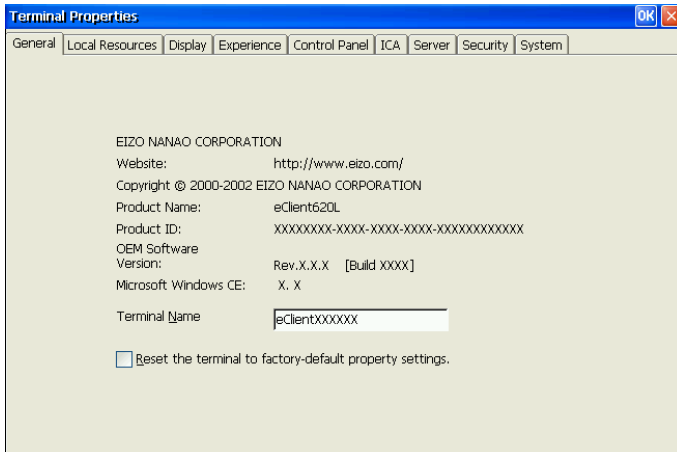 Terminal Properties OK
General Local Resources Display Experience Control Panel ICA Server Security System
EIZO NANAO CORPORATION
Website: http://www.eizo.com/
Copyright © 2000-2002 EIZO NANAO CORPORATION
Product Name: eClient620L
Product ID: XXXXXXXX-XXXX-XXXX-XXXX-XXXXXXXXXXXX
OEM Software
Version: Rev.X.X.X [Build XXXX]
Microsoft Windows CE: X. X
Terminal Name eClientXXXXXX
Reset the terminal to factory-default property settings.